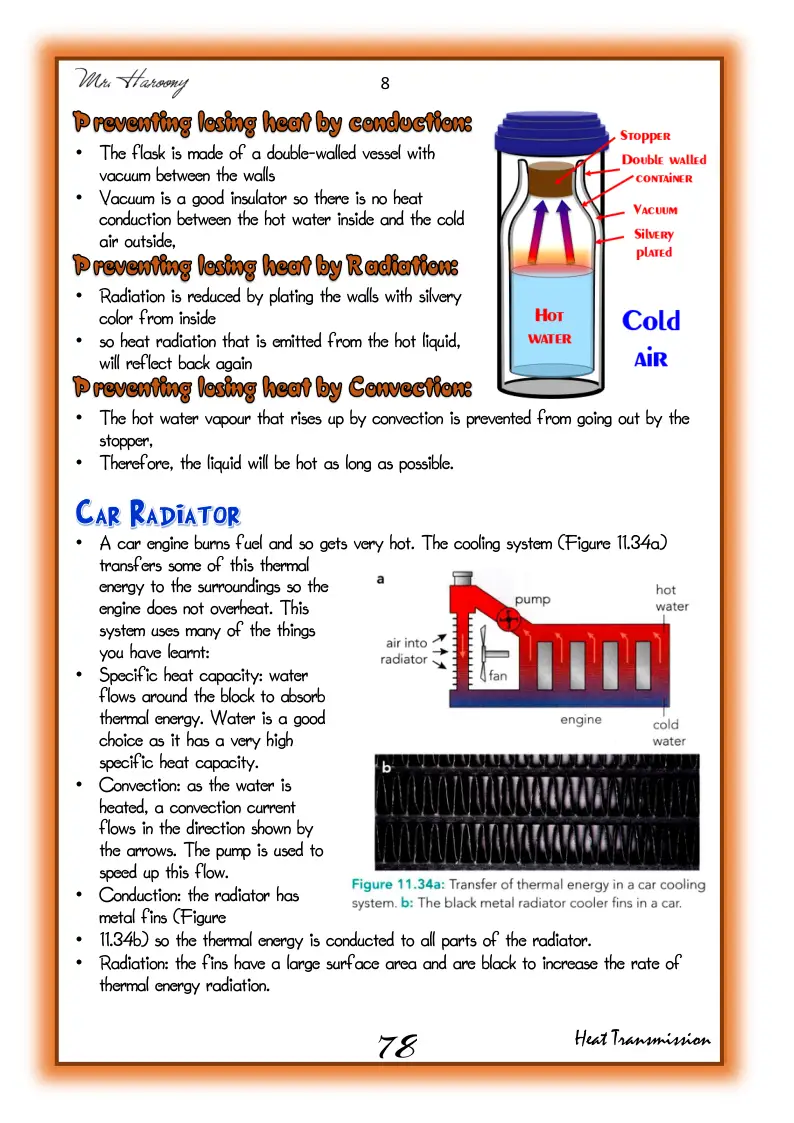 Mr. Haroony
8
Preventing losing heat by conduction:
• The flask is made of a double-walled vessel with
vacuum between the walls
• Vacuum is a good insulator so there is no heat
conduction between the hot water inside and the cold
air outside,
Preventing losing heat by Radiation:
• Radiation is reduced by plating the walls with silvery
color from inside
• so heat radiation that is emitted from the hot liquid,
will reflect back again
Preventing losing heat by Convection:
• The hot water vapour that rises up by convection is prevented from going out by the
stopper,
• Therefore, the liquid will be hot as long as possible.
Stopper
Double walled
container
Vacuum
Silvery
plated
Hot
water
Cold
air
Car Radiator
• A car engine burns fuel and so gets very hot. The cooling system (Figure 11.34a)
transfers some of this thermal
energy to the surroundings so the
engine does not overheat. This
system uses many of the things
you have learnt:
• Specific heat capacity: water
flows around the block to absorb
thermal energy. Water is a good
choice as it has a very high
specific heat capacity.
• Convection: as the water is
heated, a convection current
flows in the direction shown by
the arrows. The pump is used to
speed up this flow.
• Conduction: the radiator has
metal fins (Figure
• 11.34b) so the thermal energy is conducted to all parts of the radiator.
• Radiation: the fins have a large surface area and are black to increase the rate of
thermal energy radiation.
a
pump
hot
water
air into
radiator
fan
engine
cold
water
b
Figure 11.34a: Transfer of thermal energy in a car cooling
system. b: The black metal radiator cooler fins in a car.
78
Heat Transmission